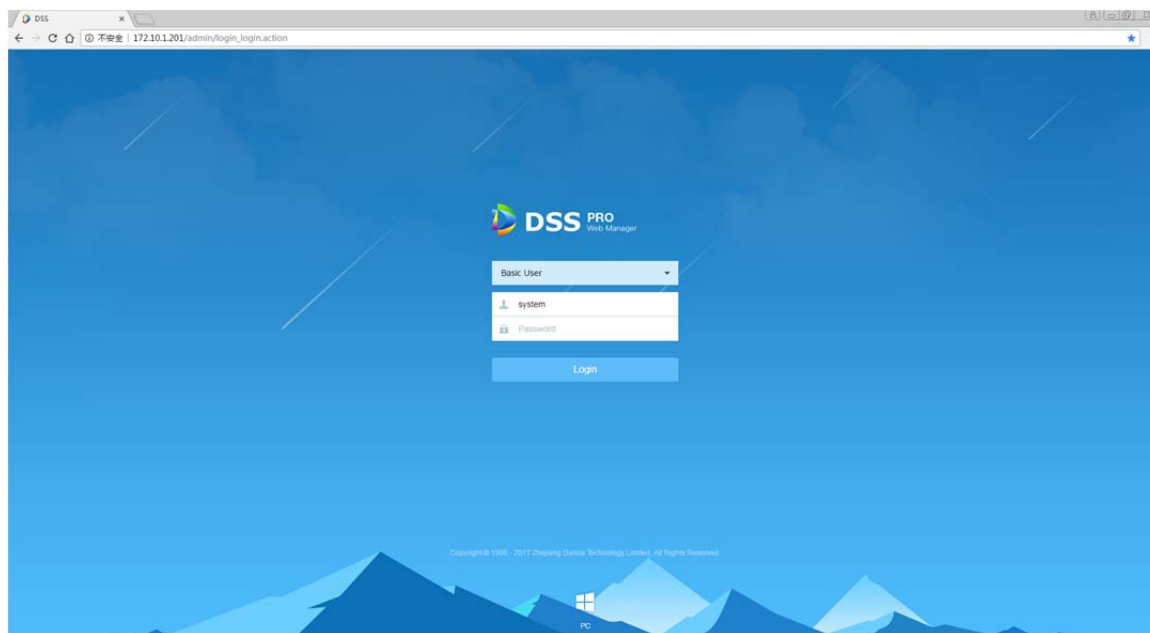 DSS
不安全 | 172.10.1.201/admin/login_login.action
DSS PRO
Web Manager
Basic User
system
Password
Login
Copyright @ 1998 - 2017 Zhejiang Dahua Technology Limited. All Rights Reserved.
PC